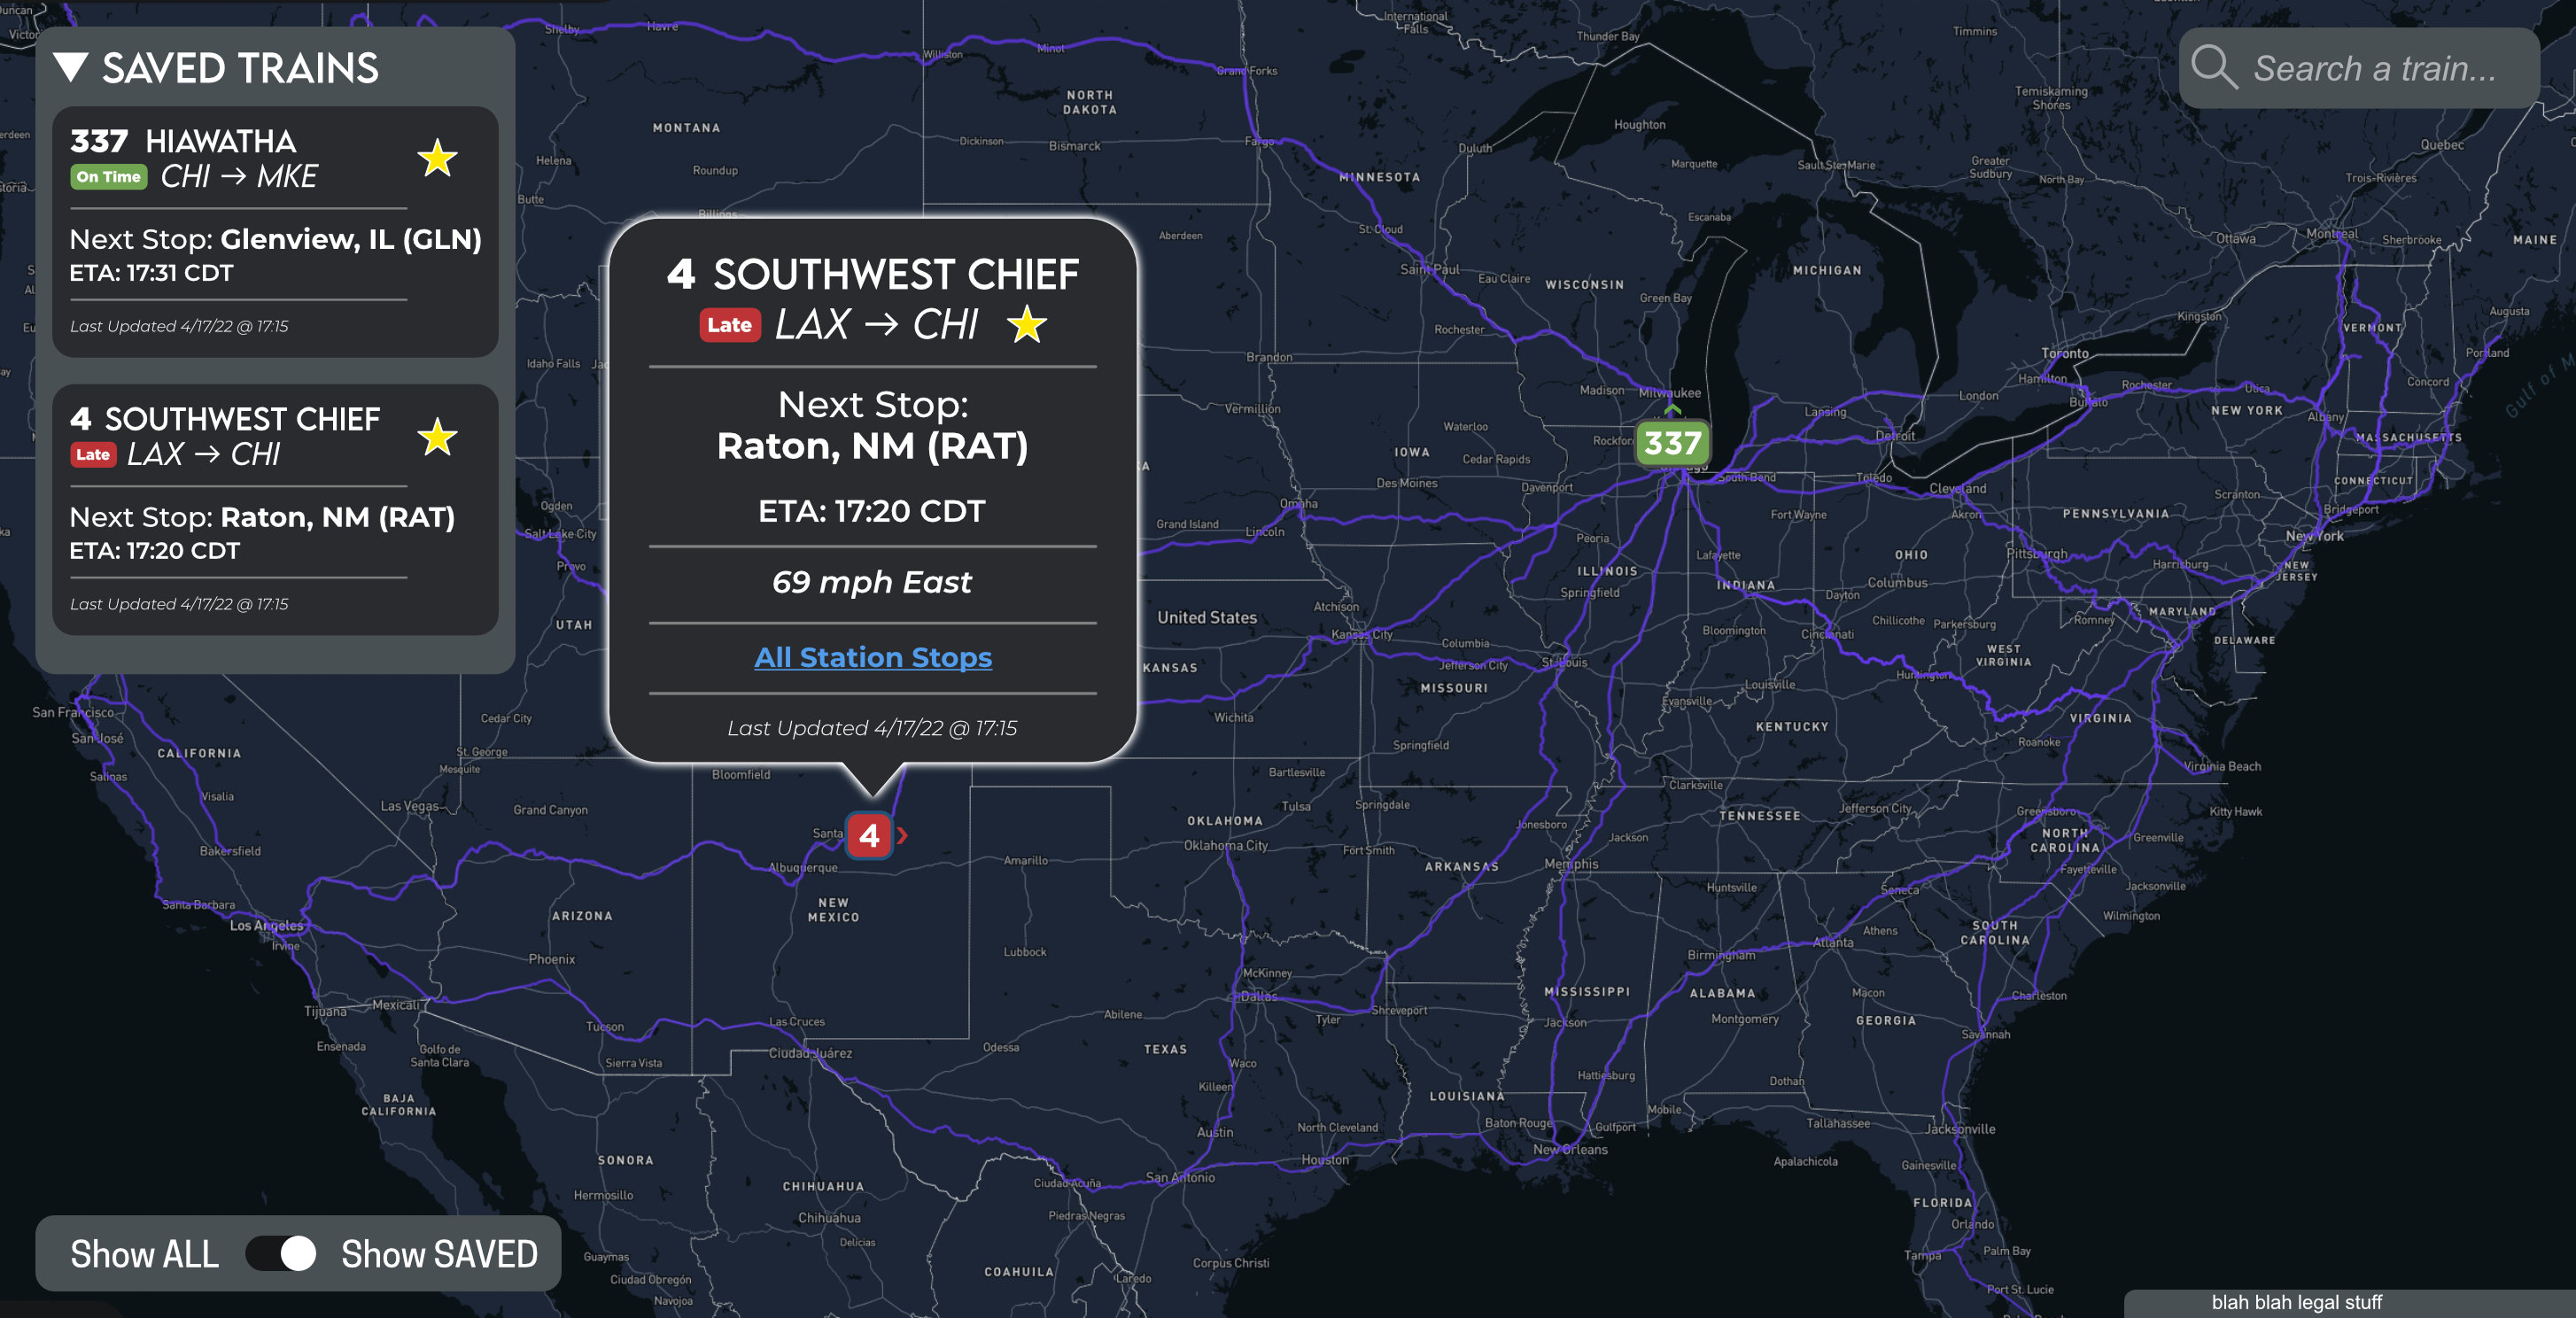 SAVED TRAINS
337 HIAWATHA
On Time CHI → MKE
Next Stop: Glenview, IL (GLN)
ETA: 17:31 CDT
Last Updated 4/17/22 @ 17:15
4 SOUTHWEST CHIEF
Late LAX → CHI
Next Stop: Raton, NM (RAT)
ETA: 17:20 CDT
Last Updated 4/17/22 @ 17:15
Search a train...
4 SOUTHWEST CHIEF
Late LAX → CHI
Next Stop:
Raton, NM (RAT)
ETA: 17:20 CDT
69 mph East
All Station Stops
Last Updated 4/17/22 @ 17:15
337
4
Show ALL Show SAVED
blah blah legal stuff
Shelby
Havre
Williston
Minot
Grand Forks
International
Falls
Thunder Bay
Timmins
NORTH
DAKOTA
MONTANA
Dickinson
Bismarck
Fargo
Duluth
Houghton
Marquette
Sault Ste-Marie
Temiskaming
Shores
Greater
Sudbury
North Bay
Quebec
Trois-Rivières
Helena
Roundup
Butte
MINNESOTA
Escanaba
Aberdeen
St. Cloud
Saint Paul
Eau Claire
WISCONSIN
Green Bay
MICHIGAN
Ottawa
Montreal
Sherbrooke
MAINE
Augusta
Kingston
VERMONT
Portland
Idaho Falls
Brandon
Rochester
Toronto
Hamilton
London
Rochester
Utica
Concord
Buffalo
NEW YORK
Albany
MASSACHUSETTS
Vermillion
Madison
Milwaukee
Lansing
Detroit
Waterloo
IOWA
Cedar Rapids
Des Moines
Davenport
South Bend
Toledo
Cleveland
Akron
Scranton
CONNECTICUT
Bridgeport
New York
Ogden
Salt Lake City
Provo
UTAH
Omaha
Grand Island
Lincoln
Peoria
Fort Wayne
PENNSYLVANIA
Pittsburgh
Harrisburg
NEW
JERSEY
ILLINOIS
Lafayette
INDIANA
OHIO
Columbus
Dayton
Springfield
United States
Atchison
Kansas City
Columbia
Jefferson City
St. Louis
Bloomington
Cincinnati
Chillicothe
Parkersburg
Romney
MARYLAND
DELAWARE
KANSAS
MISSOURI
WEST
VIRGINIA
Huntington
Louisville
Evansville
KENTUCKY
VIRGINIA
Roanoke
Virginia Beach
San Francisco
San José
CALIFORNIA
Salinas
Visalia
Bakersfield
Cedar City
St. George
Mesquite
Las Vegas
Grand Canyon
Bloomfield
Santa
Albuquerque
Wichita
Springfield
Bartlesville
Tulsa
Springdale
Clarksville
Jefferson City
Greensboro
Kitty Hawk
OKLAHOMA
Oklahoma City
Fort Smith
Jonesboro
Jackson
TENNESSEE
NORTH
CAROLINA
Greenville
Fayetteville
Jacksonville
Wilmington
Amarillo
ARKANSAS
Memphis
Huntsville
Seneca
SOUTH
CAROLINA
Santa Barbara
Los Angeles
Irvine
ARIZONA
NEW
MEXICO
Phoenix
Lubbock
McKinney
Dallas
Birmingham
Atlanta
Athens
Charleston
Tijuana
Mexicali
Tucson
Las Cruces
Abilene
Tyler
Shreveport
MISSISSIPPI
Jackson
ALABAMA
Montgomery
Macon
GEORGIA
Savannah
Ensenada
Golfo de
Santa Clara
Sierra Vista
Ciudad Juárez
Odessa
TEXAS
Waco
Killeen
Hattiesburg
Dothan
BAJA
CALIFORNIA
LOUISIANA
Mobile
Austin
North Cleveland
Baton Rouge
Gulfport
Tallahassee
Jacksonville
SONORA
Houston
New Orleans
Apalachicola
Gainesville
CHIHUAHUA
Hermosillo
Ciudad Acuña
San Antonio
FLORIDA
Chihuahua
Piedras Negras
Orlando
Delicias
Guaymas
Ciudad Obregón
Navojoa
COAHUILA
Laredo
Corpus Christi
Tampa
Palm Bay
Port St. Lucie